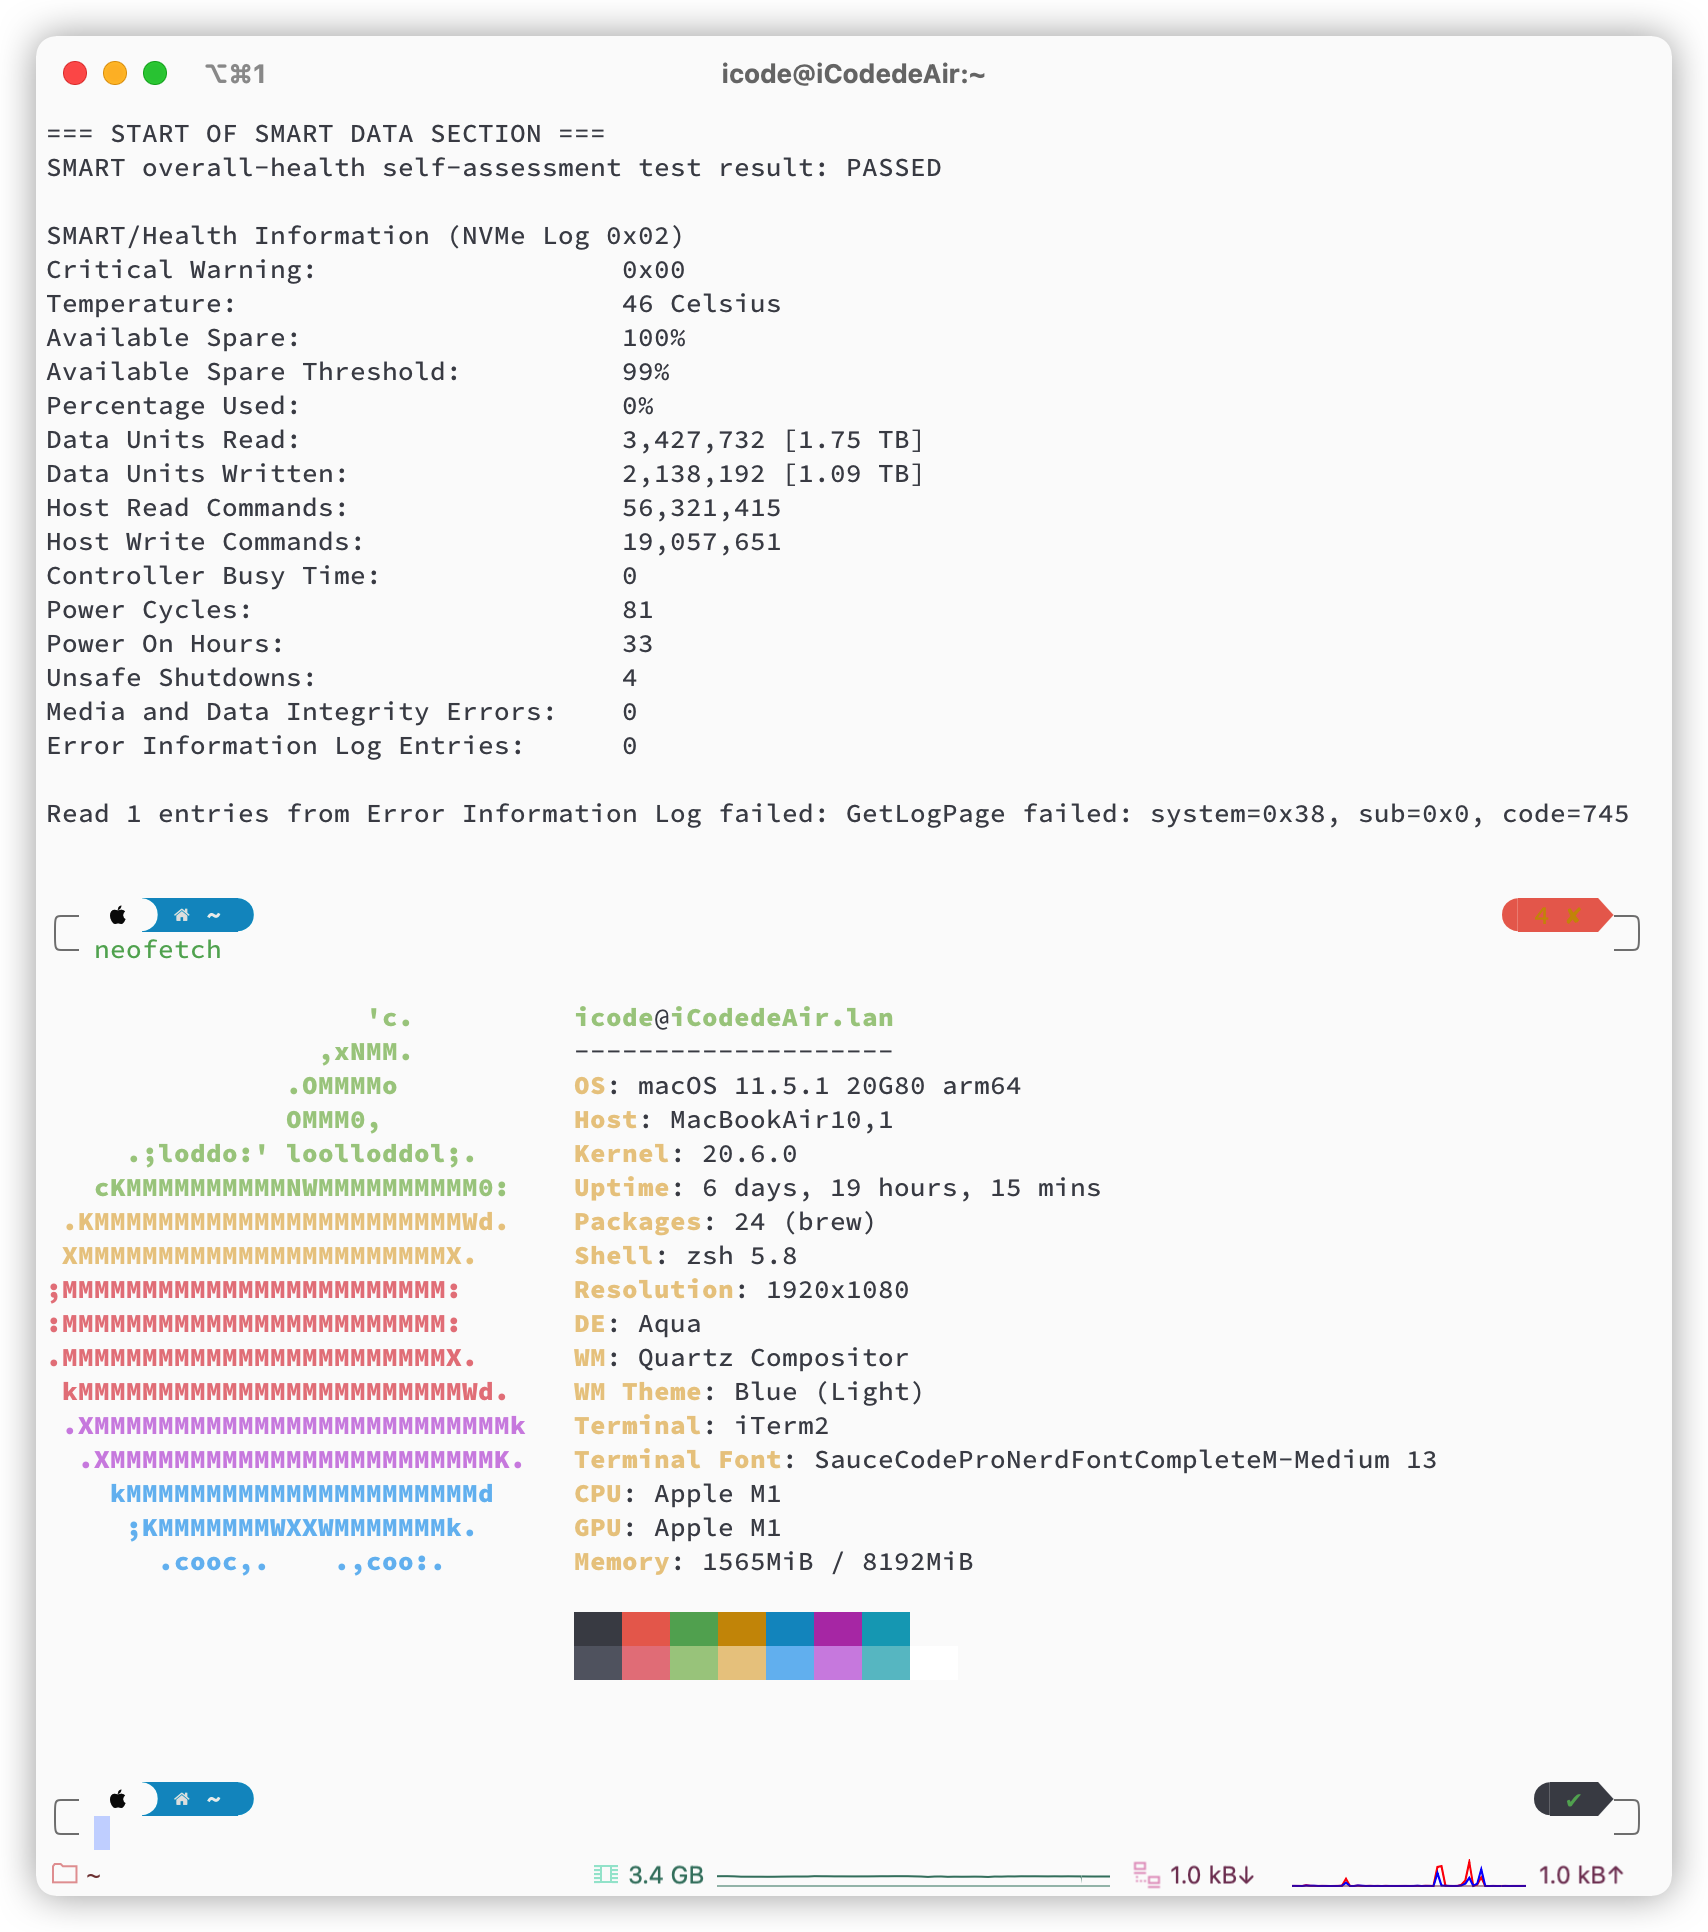 ⌥⌘1 icode@iCodedeAir:~
=== START OF SMART DATA SECTION ===
SMART overall-health self-assessment test result: PASSED
SMART/Health Information (NVMe Log 0x02)
Critical Warning: 0x00
Temperature: 46 Celsius
Available Spare: 100%
Available Spare Threshold: 99%
Percentage Used: 0%
Data Units Read: 3,427,732 [1.75 TB]
Data Units Written: 2,138,192 [1.09 TB]
Host Read Commands: 56,321,415
Host Write Commands: 19,057,651
Controller Busy Time: 0
Power Cycles: 81
Power On Hours: 33
Unsafe Shutdowns: 4
Media and Data Integrity Errors: 0
Error Information Log Entries: 0
Read 1 entries from Error Information Log failed: GetLogPage failed: system=0x38, sub=0x0, code=745
~ 4 ✘
neofetch
'c. icode@iCodedeAir.lan
,xNMM. --------------------
.OMMMMo OS: macOS 11.5.1 20G80 arm64
OMMM0, Host: MacBookAir10,1
.;loddo:' loolloddol;. Kernel: 20.6.0
cKMMMMMMMMMMNWMMMMMMMMMM0: Uptime: 6 days, 19 hours, 15 mins
.KMMMMMMMMMMMMMMMMMMMMMMMWd. Packages: 24 (brew)
XMMMMMMMMMMMMMMMMMMMMMMMX. Shell: zsh 5.8
;MMMMMMMMMMMMMMMMMMMMMMMM: Resolution: 1920x1080
:MMMMMMMMMMMMMMMMMMMMMMMM: DE: Aqua
.MMMMMMMMMMMMMMMMMMMMMMMMX. WM: Quartz Compositor
kMMMMMMMMMMMMMMMMMMMMMMMMWd. WM Theme: Blue (Light)
.XMMMMMMMMMMMMMMMMMMMMMMMMMMk Terminal: iTerm2
.XMMMMMMMMMMMMMMMMMMMMMMMMK. Terminal Font: SauceCodeProNerdFontCompleteM-Medium 13
kMMMMMMMMMMMMMMMMMMMMMMd CPU: Apple M1
;KMMMMMMMWXXWMMMMMMMk. GPU: Apple M1
.cooc,. .,coo:. Memory: 1565MiB / 8192MiB
~ ✔
~ 3.4 GB 1.0 kB↓ 1.0 kB↑